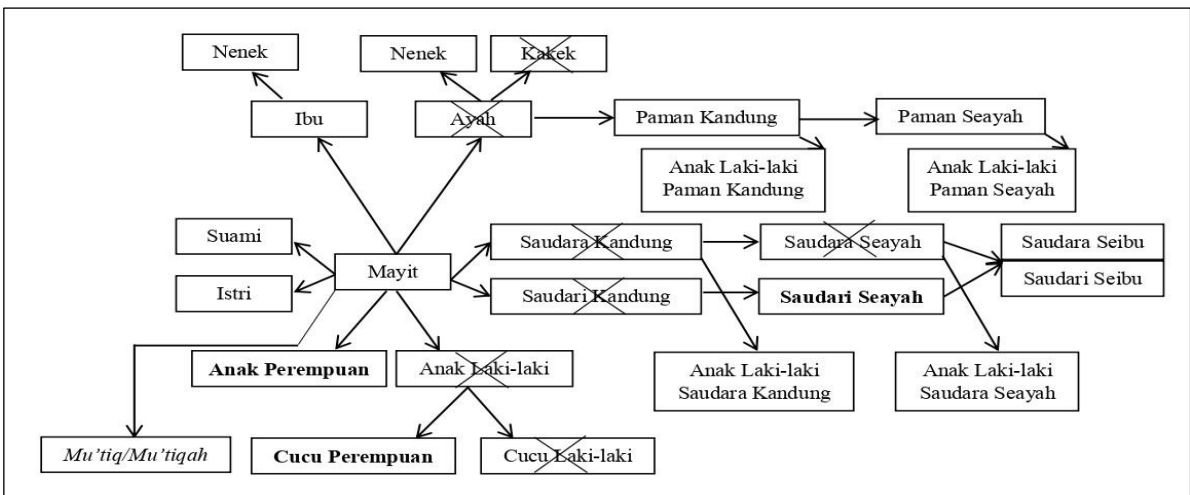 Nenek
Nenek
Kakek
Ibu
Ayah
Paman Kandung
Paman Seayah
Anak Laki-laki
Paman Kandung
Anak Laki-laki
Paman Seayah
Suami
Saudara Kandung
Saudara Seayah
Saudara Seibu
Mayit
Istri
Saudari Kandung
Saudari Seayah
Saudari Seibu
Anak Perempuan
Anak Laki-laki
Anak Laki-laki
Saudara Kandung
Anak Laki-laki
Saudara Seayah
Mu’tiq/Mu’tiqah
Cucu Perempuan
Cucu Laki-laki